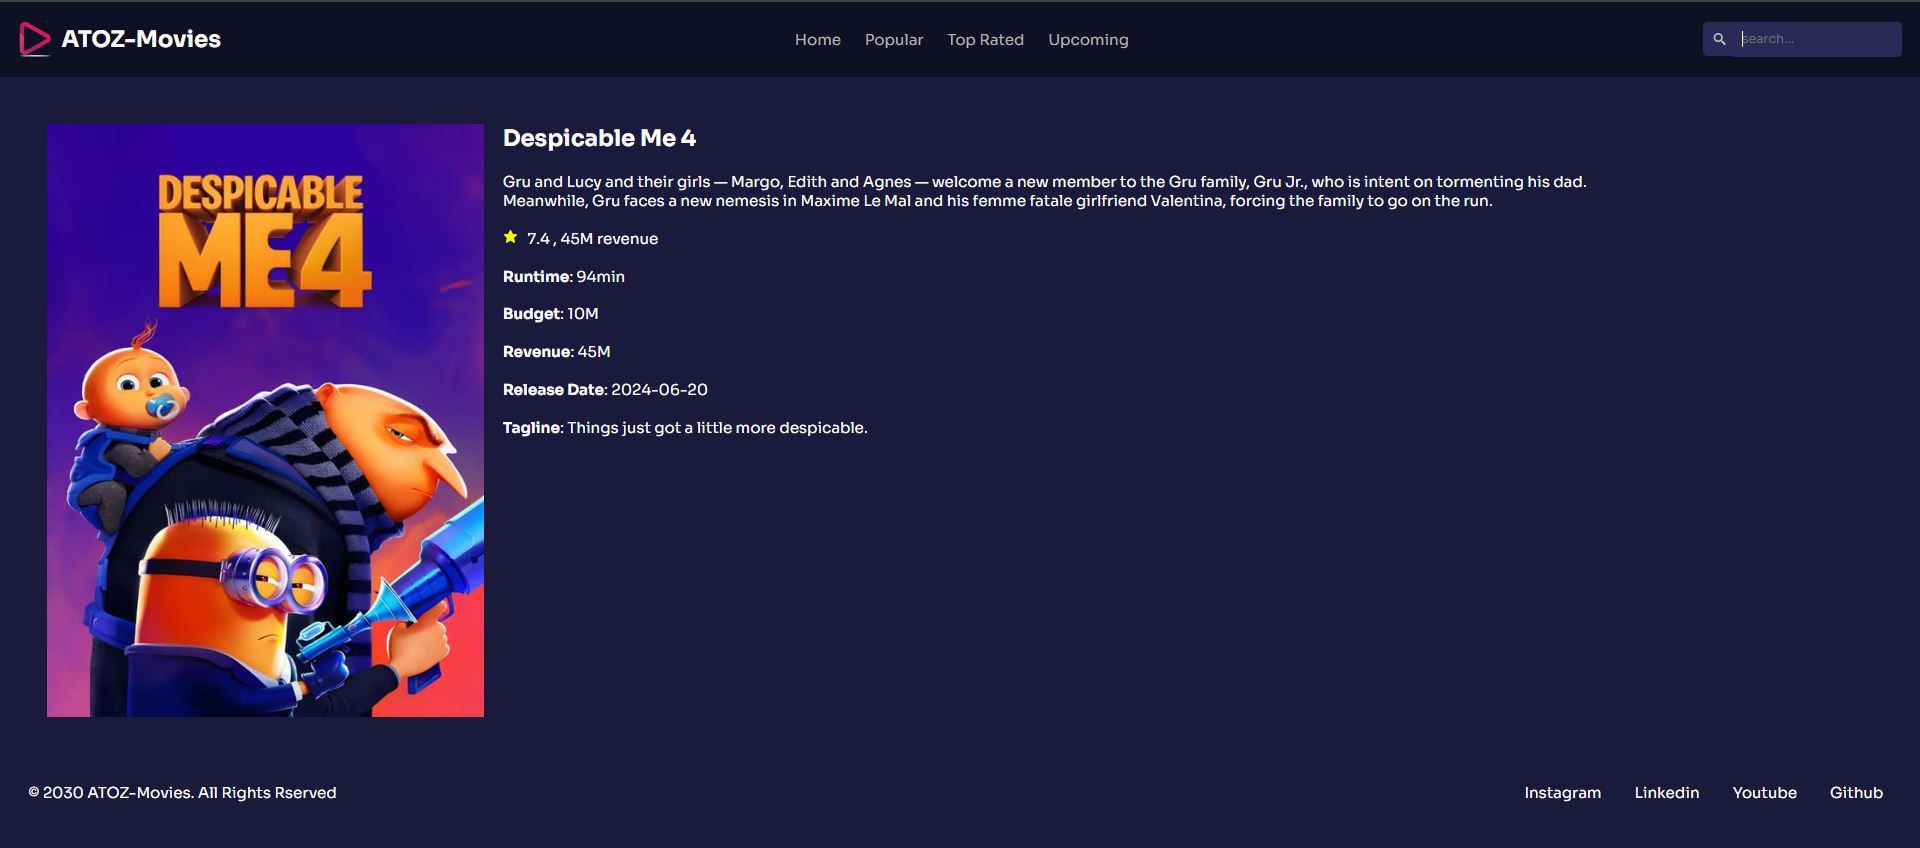 ATOZ-Movies
Home Popular Top Rated Upcoming
search...
DESPICABLE
ME4
Despicable Me 4
Gru and Lucy and their girls — Margo, Edith and Agnes — welcome a new member to the Gru family, Gru Jr., who is intent on tormenting his dad.
Meanwhile, Gru faces a new nemesis in Maxime Le Mal and his femme fatale girlfriend Valentina, forcing the family to go on the run.
7.4 , 45M revenue
Runtime: 94min
Budget: 10M
Revenue: 45M
Release Date: 2024-06-20
Tagline: Things just got a little more despicable.
© 2030 ATOZ-Movies. All Rights Rserved
Instagram Linkedin Youtube Github